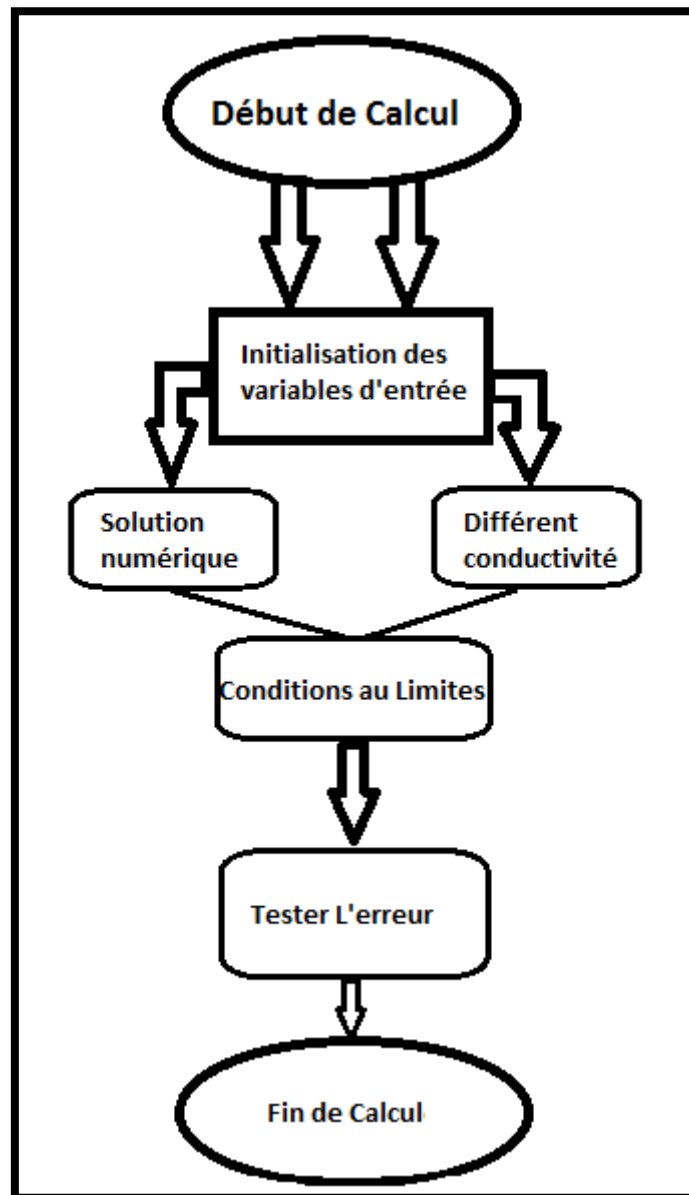 Début de Calcul
Initialisation des
variables d'entrée
Solution
numérique
Différent
conductivité
Conditions au Limites
Tester L'erreur
Fin de Calcul